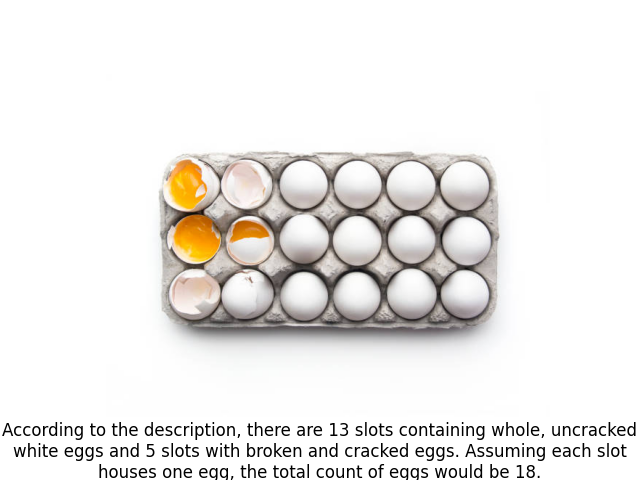 According to the description, there are 13 slots containing whole, uncracked
white eggs and 5 slots with broken and cracked eggs. Assuming each slot
houses one egg, the total count of eggs would be 18.